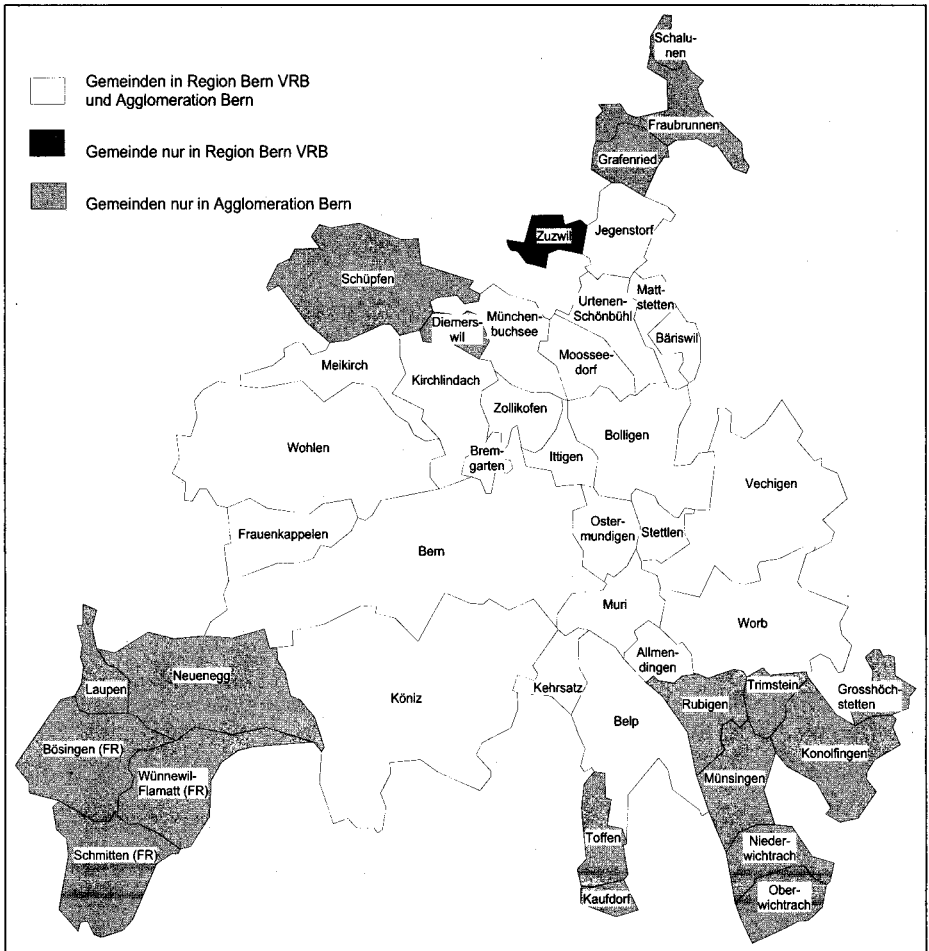 Gemeinden in Region Bern VRB
und Agglomeration Bern
Gemeinde nur in Region Bern VRB
Gemeinden nur in Agglomeration Bern
Schalu-
nen
Fraubrunnen
Grafenried
Zuzwil
Jegenstorf
Schüpfen
Diemers-
wil
München-
buchsee
Urtenen-
Schönbühl
Matt-
stetten
Bäriswil
Moossee-
dorf
Meikirch
Kirchlindach
Zollikofen
Wohlen
Brem-
garten
Ittigen
Bolligen
Vechigen
Frauenkappelen
Bern
Oster-
mundigen
Stettlen
Muri
Worb
Allmen-
dingen
Neuenegg
Laupen
Köniz
Kehrsatz
Belp
Rubigen
Trimstein
Grosshöch-
stetten
Bösingen (FR)
Wünnewil-
Flamatt (FR)
Münsingen
Konolfingen
Schmitten (FR)
Toffen
Kaufdorf
Nieder-
wichtrach
Ober-
wichtrach